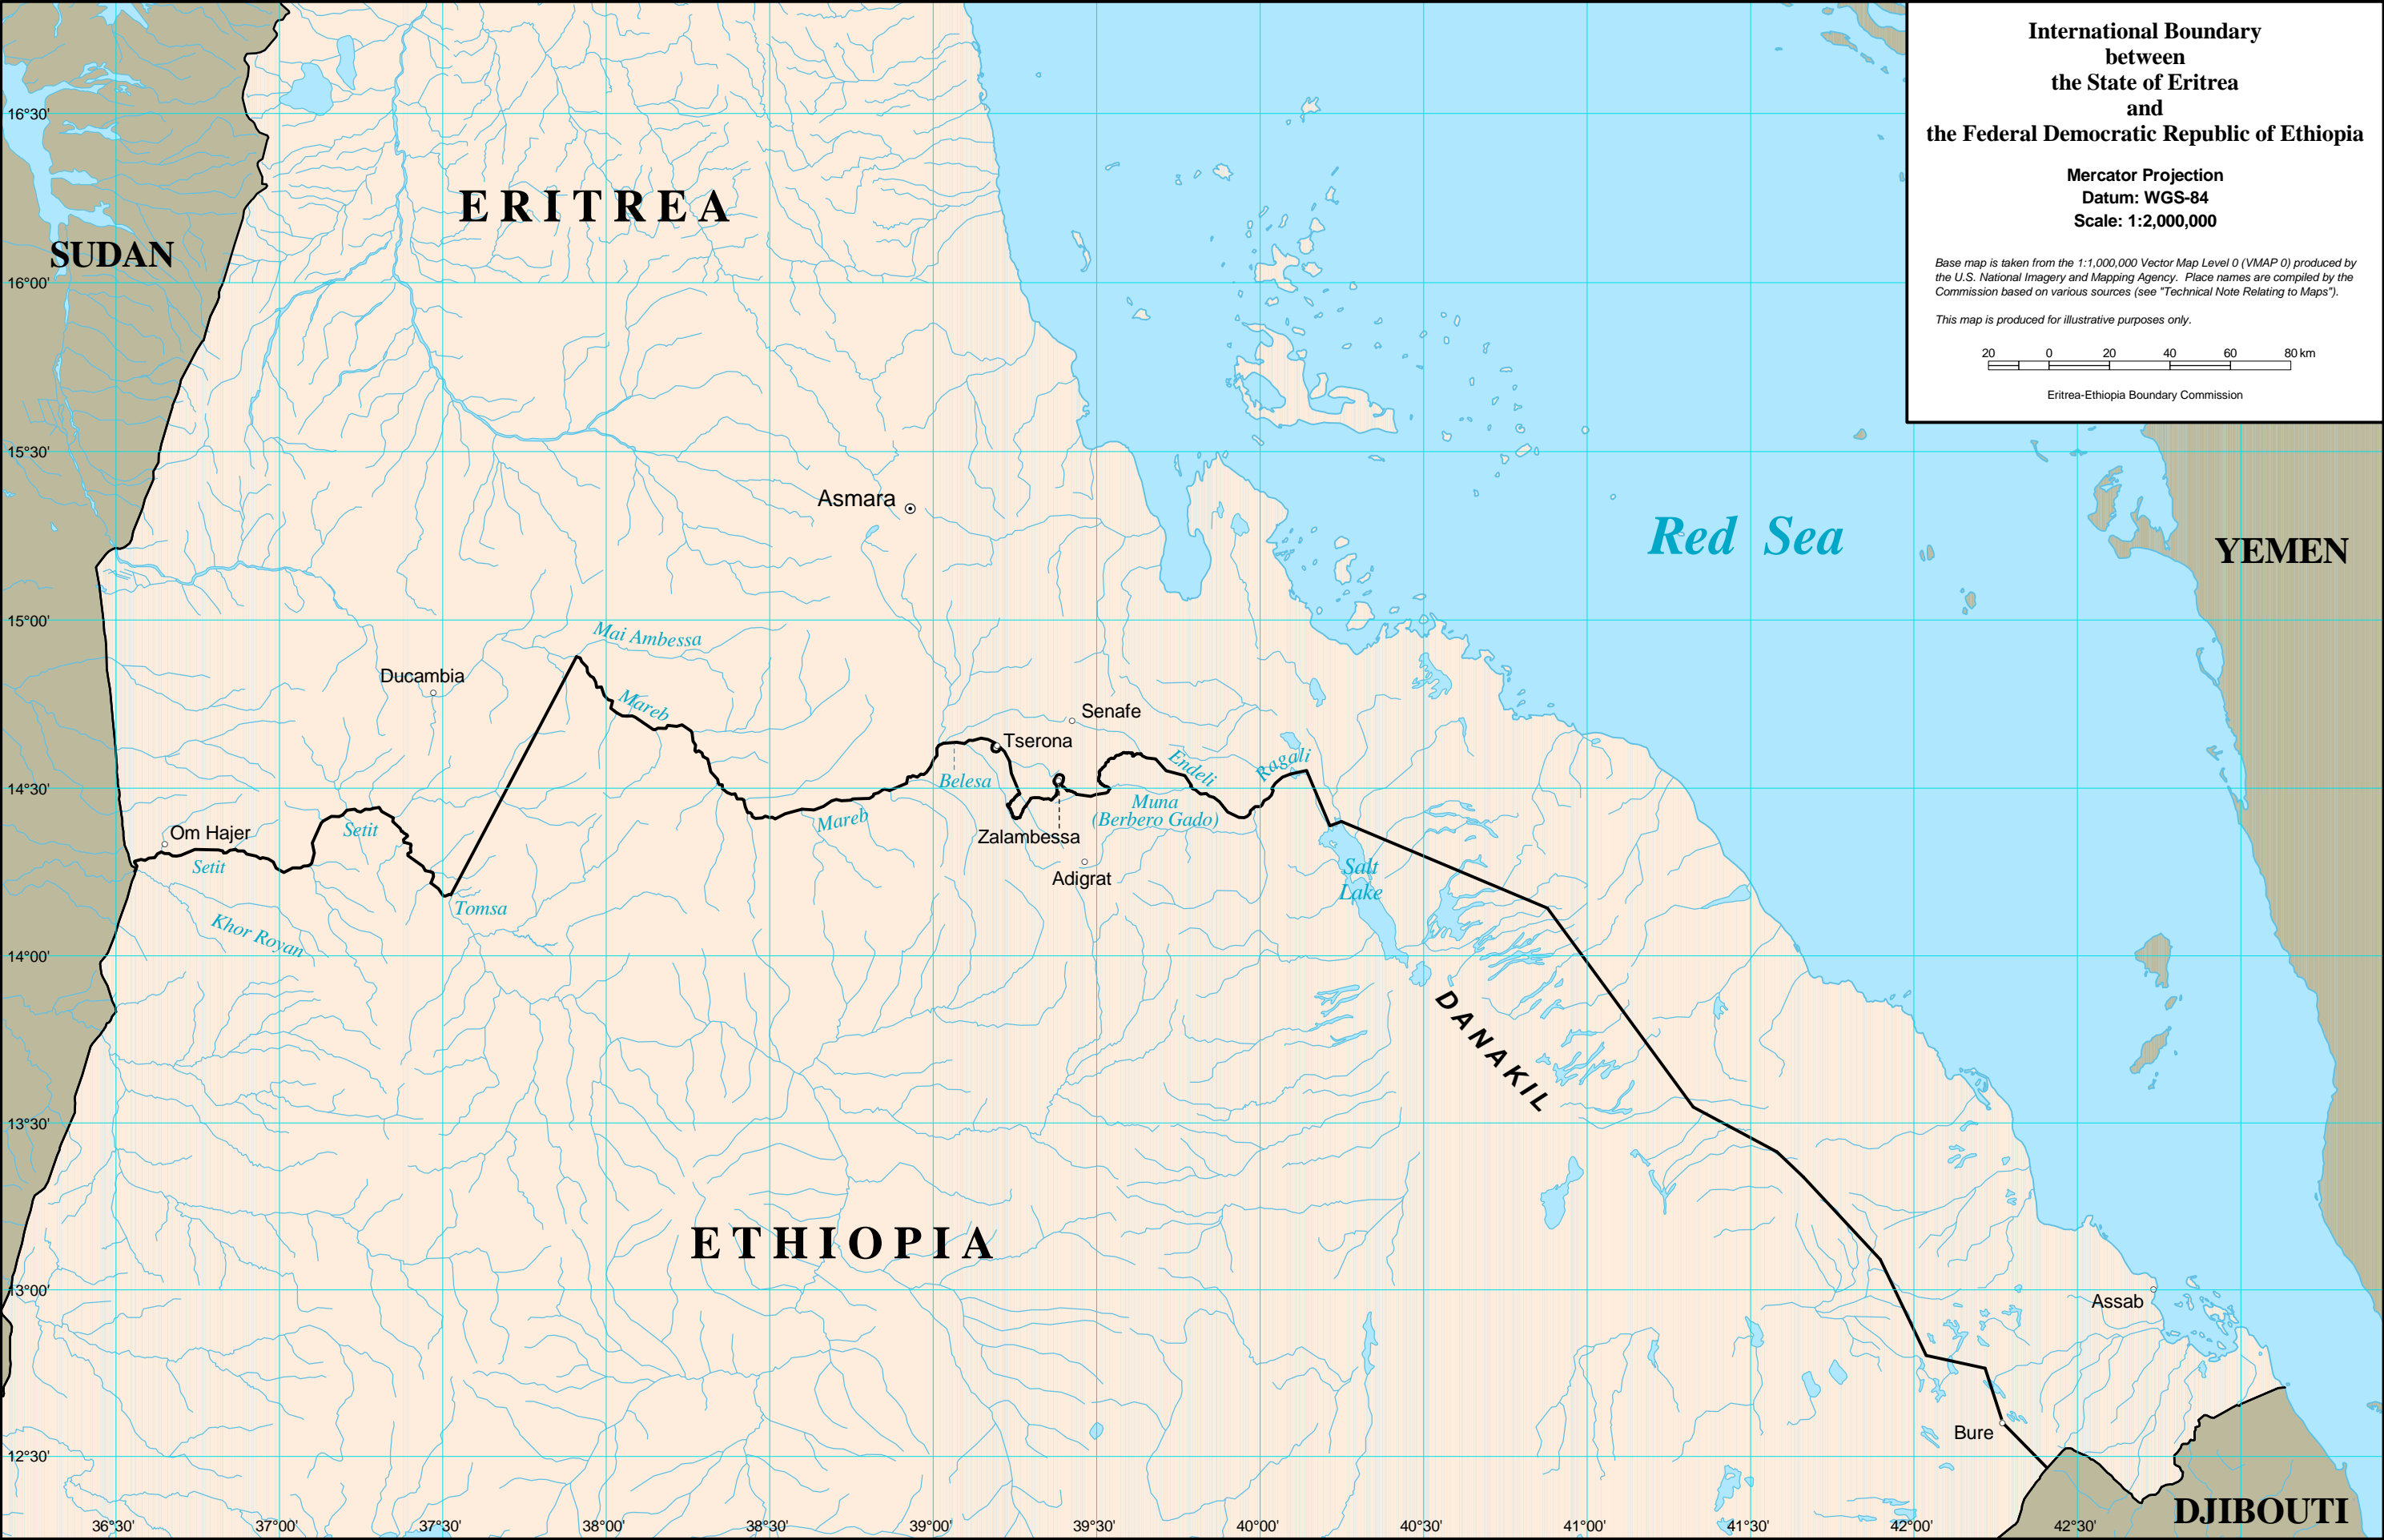 International Boundary
between
the State of Eritrea
and
the Federal Democratic Republic of Ethiopia
Mercator Projection
Datum: WGS-84
Scale: 1:2,000,000
Base map is taken from the 1:1,000,000 Vector Map Level 0 (VMAP 0) produced by
the U.S. National Imagery and Mapping Agency. Place names are compiled by the
Commission based on various sources (see "Technical Note Relating to Maps").
This map is produced for illustrative purposes only.
20 0 20 40 60 80 km
Eritrea-Ethiopia Boundary Commission
16°30'
ERITREA
SUDAN
16°00'
15°30'
Asmara
Red Sea
YEMEN
15°00'
Mai Ambessa
Ducambia
Mareb
Senafe
Tserona
Endeli
Ragali
14°30'
Belesa
Muna
(Berbero Gado)
Mareb
Setit
Om Hajer
Zalambessa
Setit
Salt
Lake
Adigrat
Tomsa
Khor Royan
14°00'
DANAKIL
13°30'
ETHIOPIA
13°00'
Assab
Bure
12°30'
DJIBOUTI
36°30' 37°00' 37°30' 38°00' 38°30' 39°00' 39°30' 40°00' 40°30' 41°00' 41°30' 42°00' 42°30'